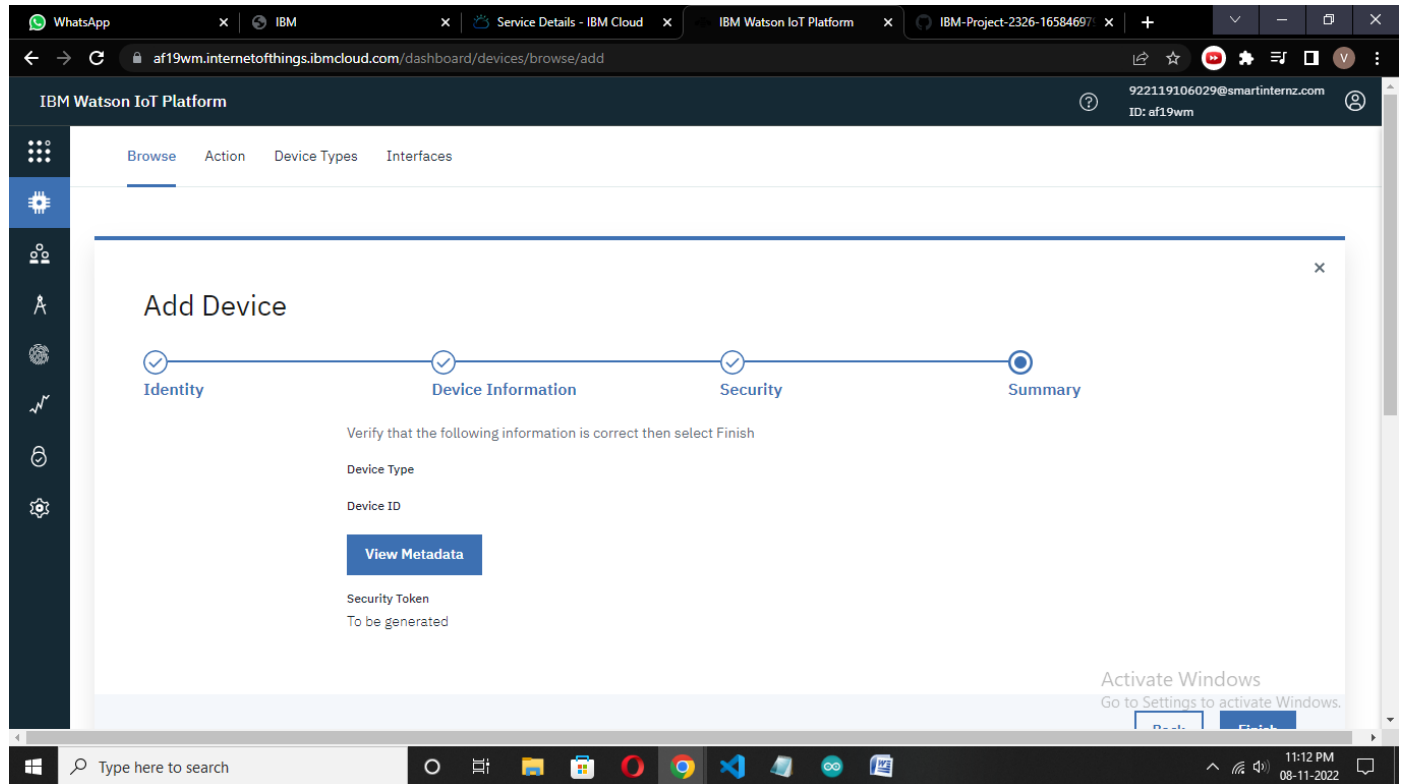 WhatsApp
IBM
Service Details - IBM Cloud
IBM Watson IoT Platform
IBM-Project-2326-165846979
af19wm.internetofthings.ibmcloud.com/dashboard/devices/browse/add
V
IBM Watson IoT Platform
922119106029@smartinternz.com
ID: af19wm
Browse Action Device Types Interfaces
Add Device
Identity Device Information Security Summary
Verify that the following information is correct then select Finish
Device Type
Device ID
View Metadata
Security Token
To be generated
Activate Windows
Go to Settings to activate Windows.
Back Finish
Type here to search
11:12 PM
08-11-2022